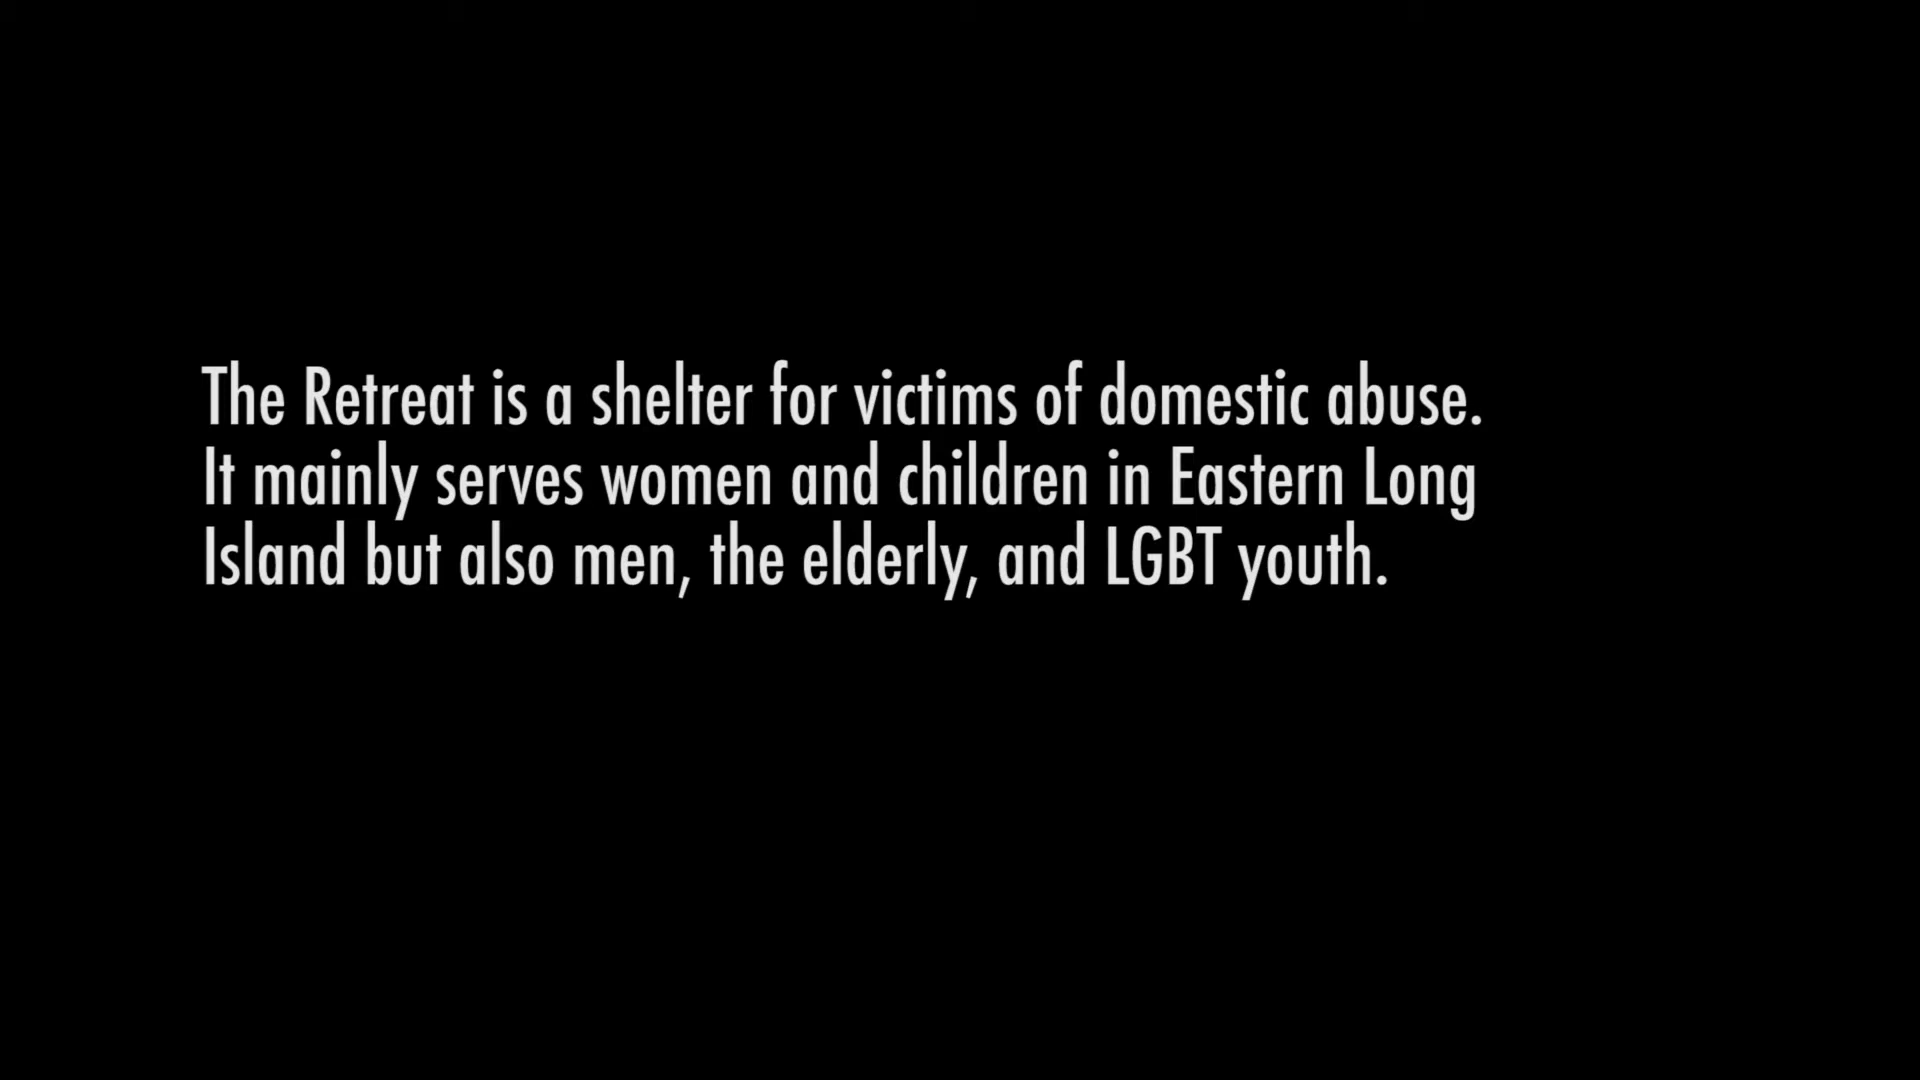 The Retreat is a shelter for victims of domestic abuse.
It mainly serves women and children in Eastern Long
Island but also men, the elderly, and LGBT youth.